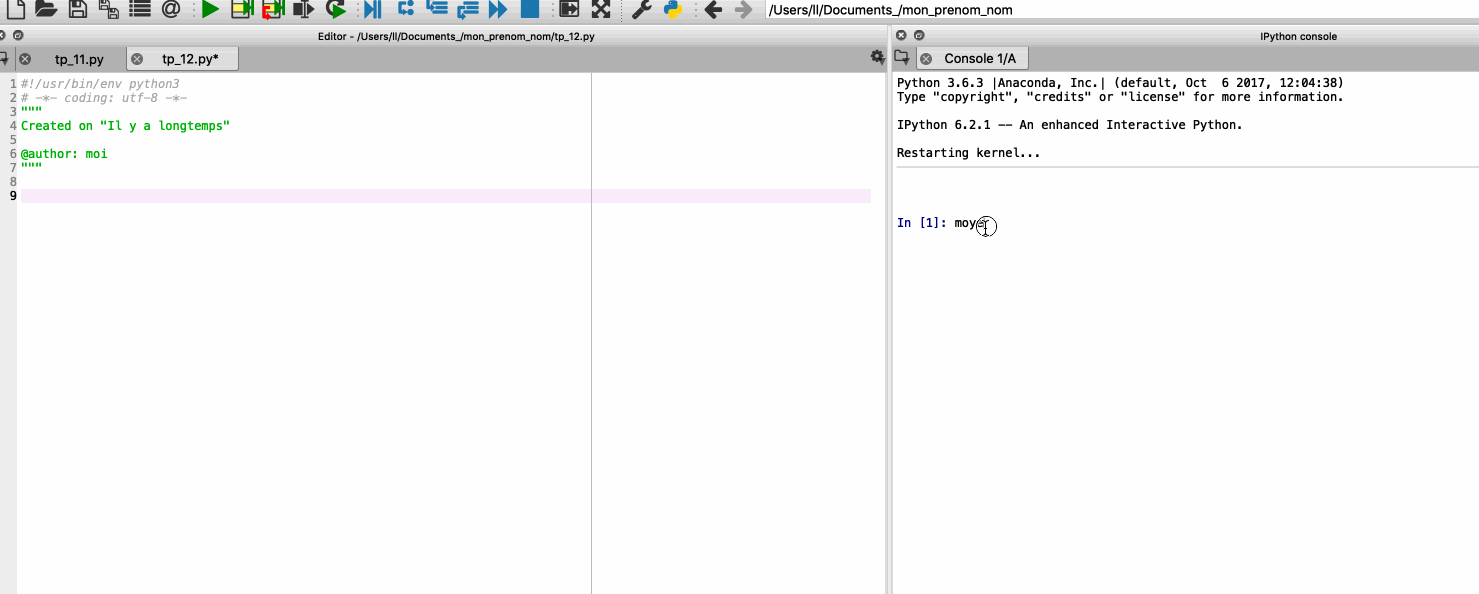 /Users/ll/Documents_/mon_prenom_nom
Editor - /Users/ll/Documents_/mon_prenom_nom/tp_12.py
IPython console
tp_11.py
tp_12.py*
Console 1/A
1 #!/usr/bin/env python3
2 # -*- coding: utf-8 -*-
3 """
4 Created on "Il y a longtemps"
5
6 @author: moi
7 """
8
9
Python 3.6.3 |Anaconda, Inc.| (default, Oct  6 2017, 12:04:38)
Type "copyright", "credits" or "license" for more information.
IPython 6.2.1 -- An enhanced Interactive Python.
Restarting kernel...
In [1]: